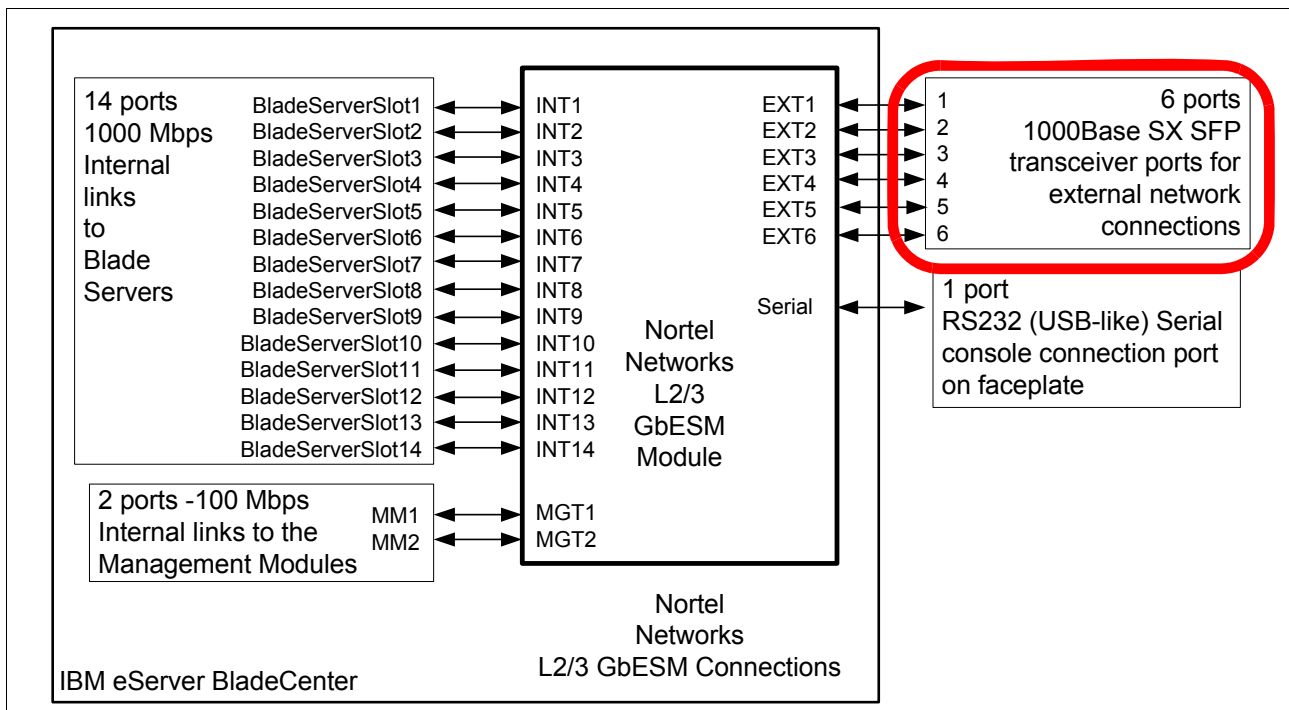 14 ports
1000 Mbps
Internal
links
to
Blade
Servers
BladeServerSlot1
BladeServerSlot2
BladeServerSlot3
BladeServerSlot4
BladeServerSlot5
BladeServerSlot6
BladeServerSlot7
BladeServerSlot8
BladeServerSlot9
BladeServerSlot10
BladeServerSlot11
BladeServerSlot12
BladeServerSlot13
BladeServerSlot14
INT1
INT2
INT3
INT4
INT5
INT6
INT7
INT8
INT9
INT10
INT11
INT12
INT13
INT14
MGT1
MGT2
2 ports -100 Mbps
Internal links to the
Management Modules
MM1
MM2
Nortel
Networks
L2/3
GbESM
Module
EXT1
EXT2
EXT3
EXT4
EXT5
EXT6
Serial
1
2
3
4
5
6
6 ports
1000Base SX SFP
transceiver ports for
external network
connections
1 port
RS232 (USB-like) Serial
console connection port
on faceplate
Nortel
Networks
L2/3 GbESM Connections
IBM eServer BladeCenter